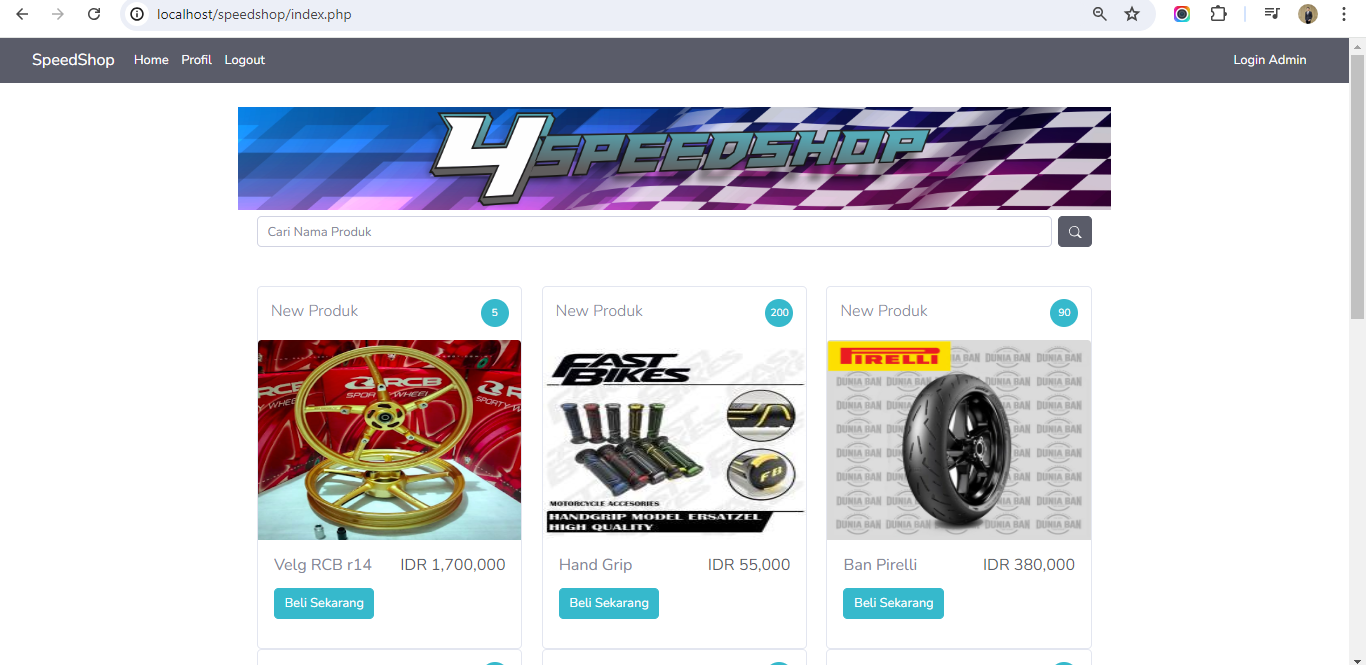 localhost/speedshop/index.php
SpeedShop Home Profil Logout Login Admin
4SPEEDSHOP
Cari Nama Produk
New Produk 5
New Produk 200
New Produk 90
RCB
SPORTY WHEEL
FAST BIKES
FB
MOTORCYCLE ACCESORIES
HANDGRIP MODEL ERSATZEL
HIGH QUALITY
PIRELLI
DUNIA BAN
Velg RCB r14 IDR 1,700,000
Beli Sekarang
Hand Grip IDR 55,000
Beli Sekarang
Ban Pirelli IDR 380,000
Beli Sekarang